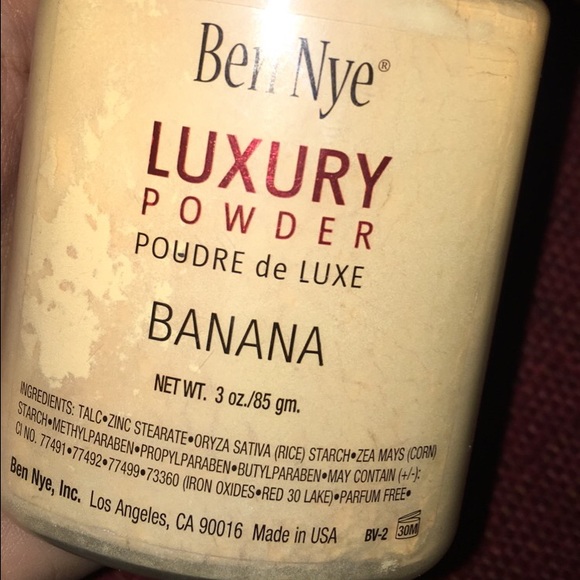 Ben Nye®
LUXURY
POWDER
POUDRE de LUXE
BANANA
NET WT. 3 oz./85 gm.
INGREDIENTS: TALC•ZINC STEARATE•ORYZA SATIVA (RICE) STARCH•ZEA MAYS (CORN)
STARCH•METHYLPARABEN•PROPYLPARABEN•BUTYLPARABEN•MAY CONTAIN (+/-):
CI NO. 77491•77492•77499•73360 (IRON OXIDES•RED 30 LAKE)•PARFUM FREE•
Ben Nye, Inc. Los Angeles, CA 90016 Made in USA BV-2 30M